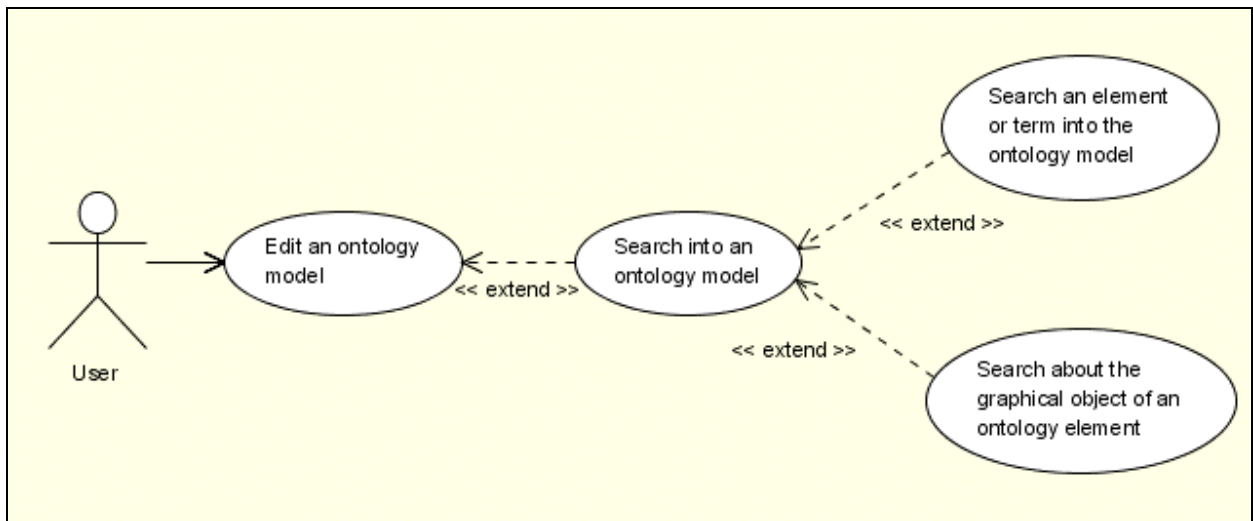 Search an element
or term into the
ontology model
<< extend >>
Edit an ontology
model
Search into an
ontology model
<< extend >>
<< extend >>
User
Search about the
graphical object of an
ontology element